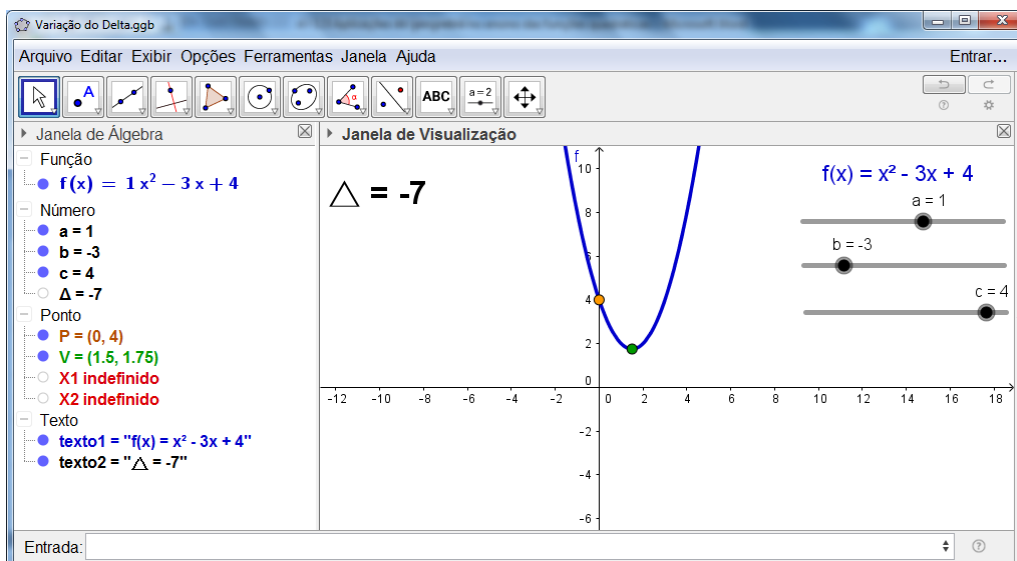 Variação do Delta.ggb
Arquivo Editar Exibir Opções Ferramentas Janela Ajuda
Entrar...
A
α
ABC
a=2
Janela de Álgebra
Função
f(x) = 1 x² − 3 x + 4
Número
a = 1
b = -3
c = 4
Δ = -7
Ponto
P = (0, 4)
V = (1.5, 1.75)
X1 indefinido
X2 indefinido
Texto
texto1 = "f(x) = x² - 3x + 4"
texto2 = "△ = -7"
Janela de Visualização
△ = -7
f
10
8
6
4
2
0
-2
-4
-6
-12 -10 -8 -6 -4 -2 0 2 4 6 8 10 12 14 16 18
f(x) = x² - 3x + 4
a = 1
b = -3
c = 4
Entrada: